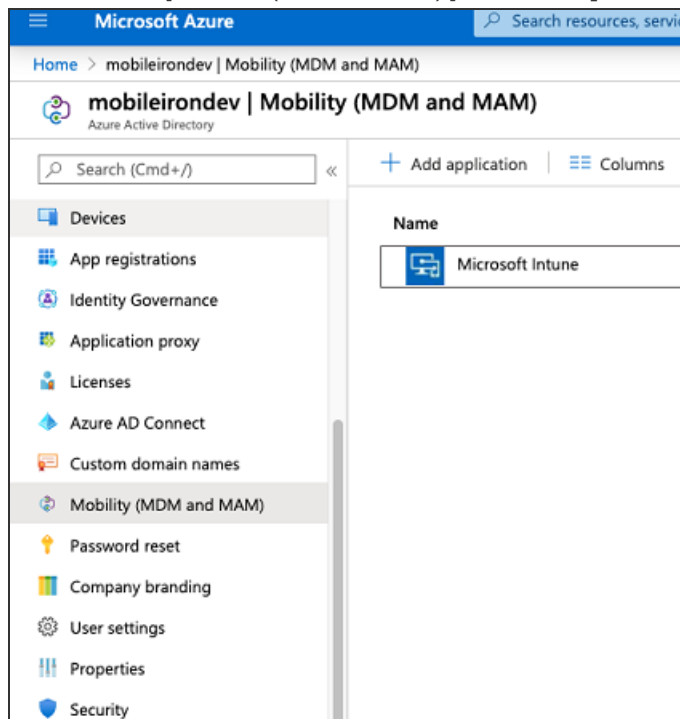 Microsoft Azure
Search resources, servi
Home > mobileirondev | Mobility (MDM and MAM)
mobileirondev | Mobility (MDM and MAM)
Azure Active Directory
Search (Cmd+/)
«
+ Add application
Columns
Devices
App registrations
Identity Governance
Application proxy
Licenses
Azure AD Connect
Custom domain names
Mobility (MDM and MAM)
Password reset
Company branding
User settings
Properties
Security
Name
Microsoft Intune